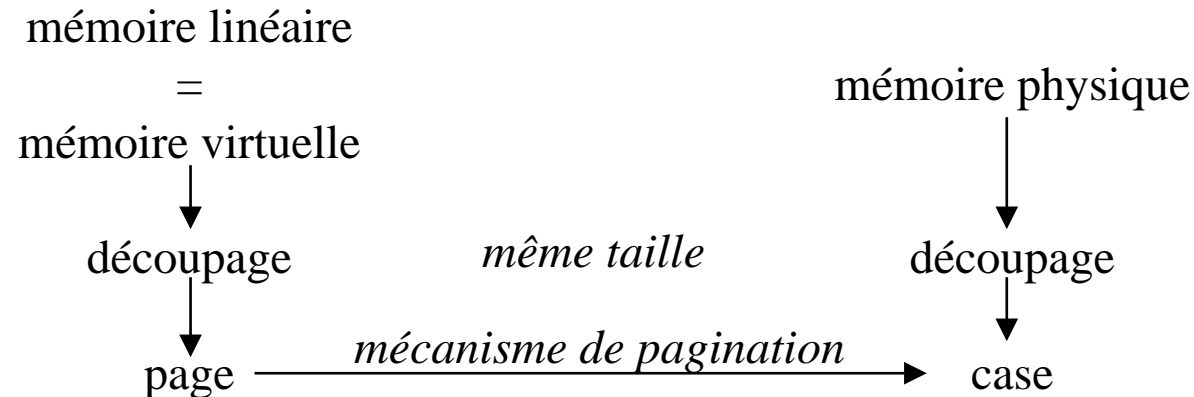 mémoire linéaire
=
mémoire virtuelle
mémoire physique
découpage
même taille
découpage
mécanisme de pagination
page
case